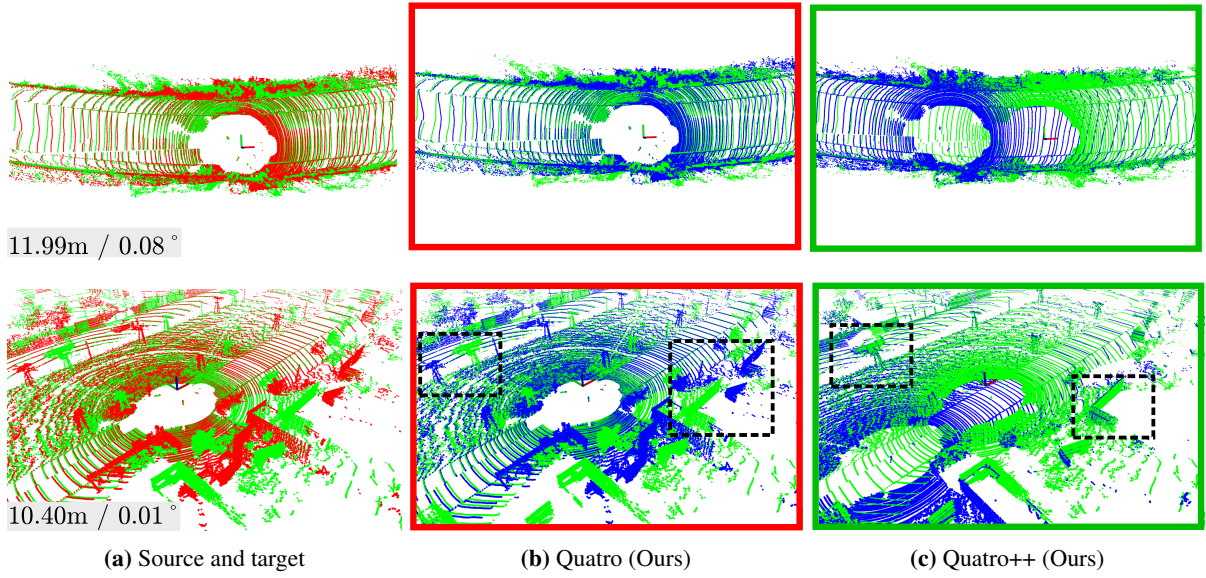 11.99m / 0.08 °
10.40m / 0.01 °
(a) Source and target
(b) Quatro (Ours)
(c) Quatro++ (Ours)